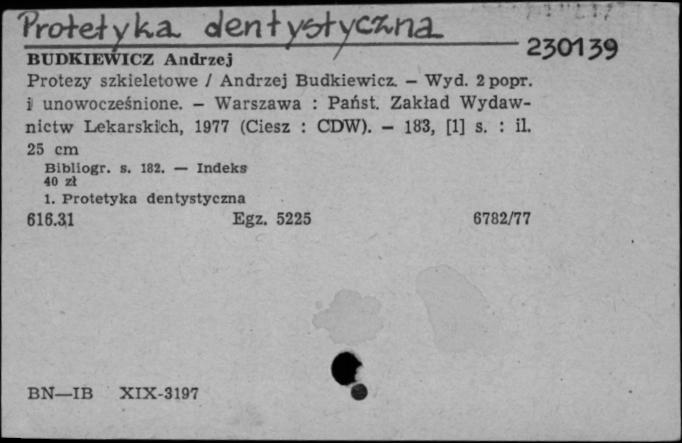 Protetyka dentystyczna
230139
BUDKIEWICZ Andrzej
Protezy szkieletowe / Andrzej Budkiewicz. — Wyd. 2 popr.
i unowocześnione. — Warszawa : Państ. Zakład Wydaw-
nictw Lekarskich, 1977 (Ciesz : CDW). — 183, [1] s. : il.
25 cm
Bibliogr. s. 182. — Indeks
40 zł
1. Protetyka dentystyczna
616.31 Egz. 5225 6782/77
BN—IB XIX-3197